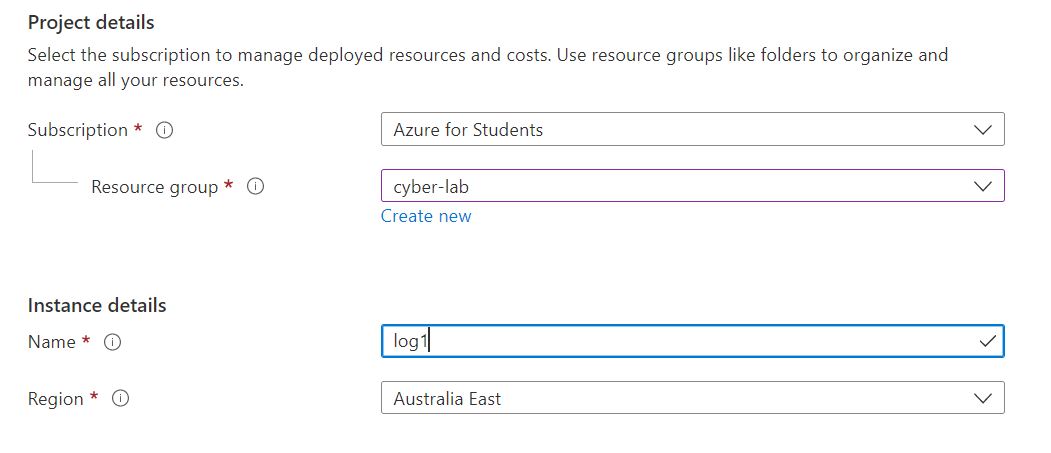 Project details
Select the subscription to manage deployed resources and costs. Use resource groups like folders to organize and
manage all your resources.
Subscription *
Azure for Students
Resource group *
cyber-lab
Create new
Instance details
Name *
log1
Region *
Australia East